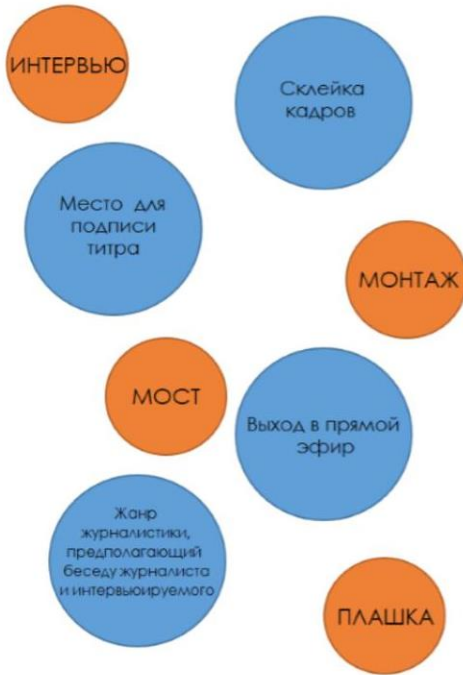 ИНТЕРВЬЮ
Склейка
кадров
Место для
подписи
титра
МОНТАЖ
МОСТ
Выход в прямой
эфир
Жанр
журналистики,
предполагающий
беседу журналиста
и интервьюируемого
ПЛАШКА